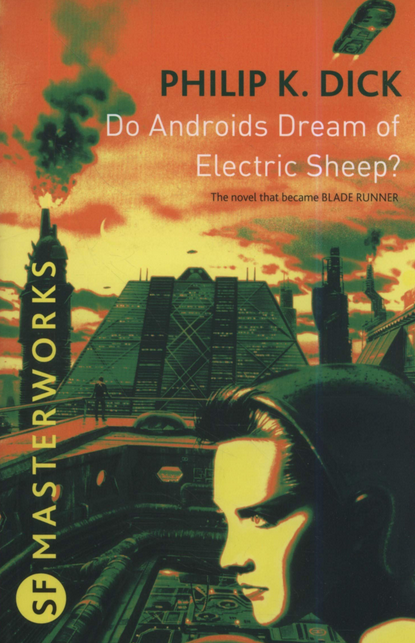 PHILIP K. DICK
Do Androids Dream of
Electric Sheep?
The novel that became BLADE RUNNER
SF MASTERWORKS